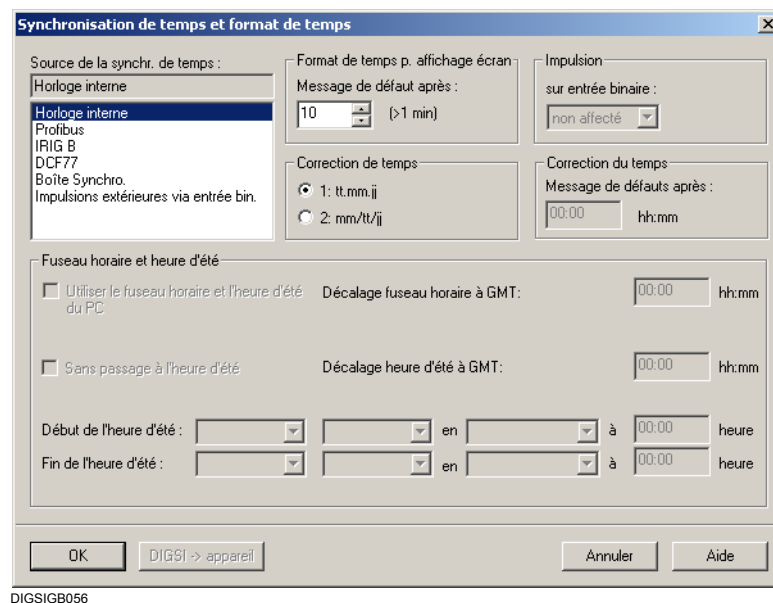 Synchronisation de temps et format de temps
Source de la synchr. de temps :
Horloge interne
Horloge interne
Profibus
IRIG B
DCF77
Boîte Synchro.
Impulsions extérieures via entrée bin.
Format de temps p. affichage écran
Message de défaut après :
10 (>1 min)
Impulsion
sur entrée binaire :
non affecté
Correction de temps
1: tt.mm.jj
2: mm/tt/jj
Correction du temps
Message de défauts après :
00:00 hh:mm
Fuseau horaire et heure d'été
Utiliser le fuseau horaire et l'heure d'été
du PC
Décalage fuseau horaire à GMT: 00:00 hh:mm
Sans passage à l'heure d'été
Décalage heure d'été à GMT: 00:00 hh:mm
Début de l'heure d'été : en à 00:00 heure
Fin de l'heure d'été : en à 00:00 heure
OK
DIGSI -> appareil
Annuler
Aide
DIGSIGB056